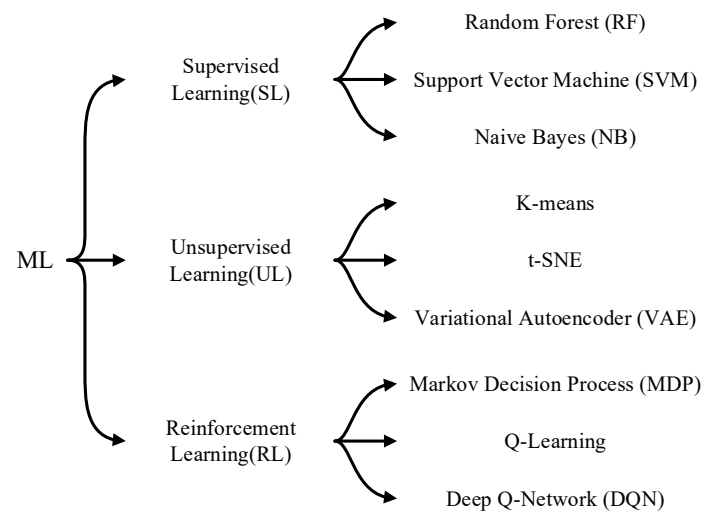 ML
Supervised
Learning(SL)
Random Forest (RF)
Support Vector Machine (SVM)
Naive Bayes (NB)
Unsupervised
Learning(UL)
K-means
t-SNE
Variational Autoencoder (VAE)
Reinforcement
Learning(RL)
Markov Decision Process (MDP)
Q-Learning
Deep Q-Network (DQN)